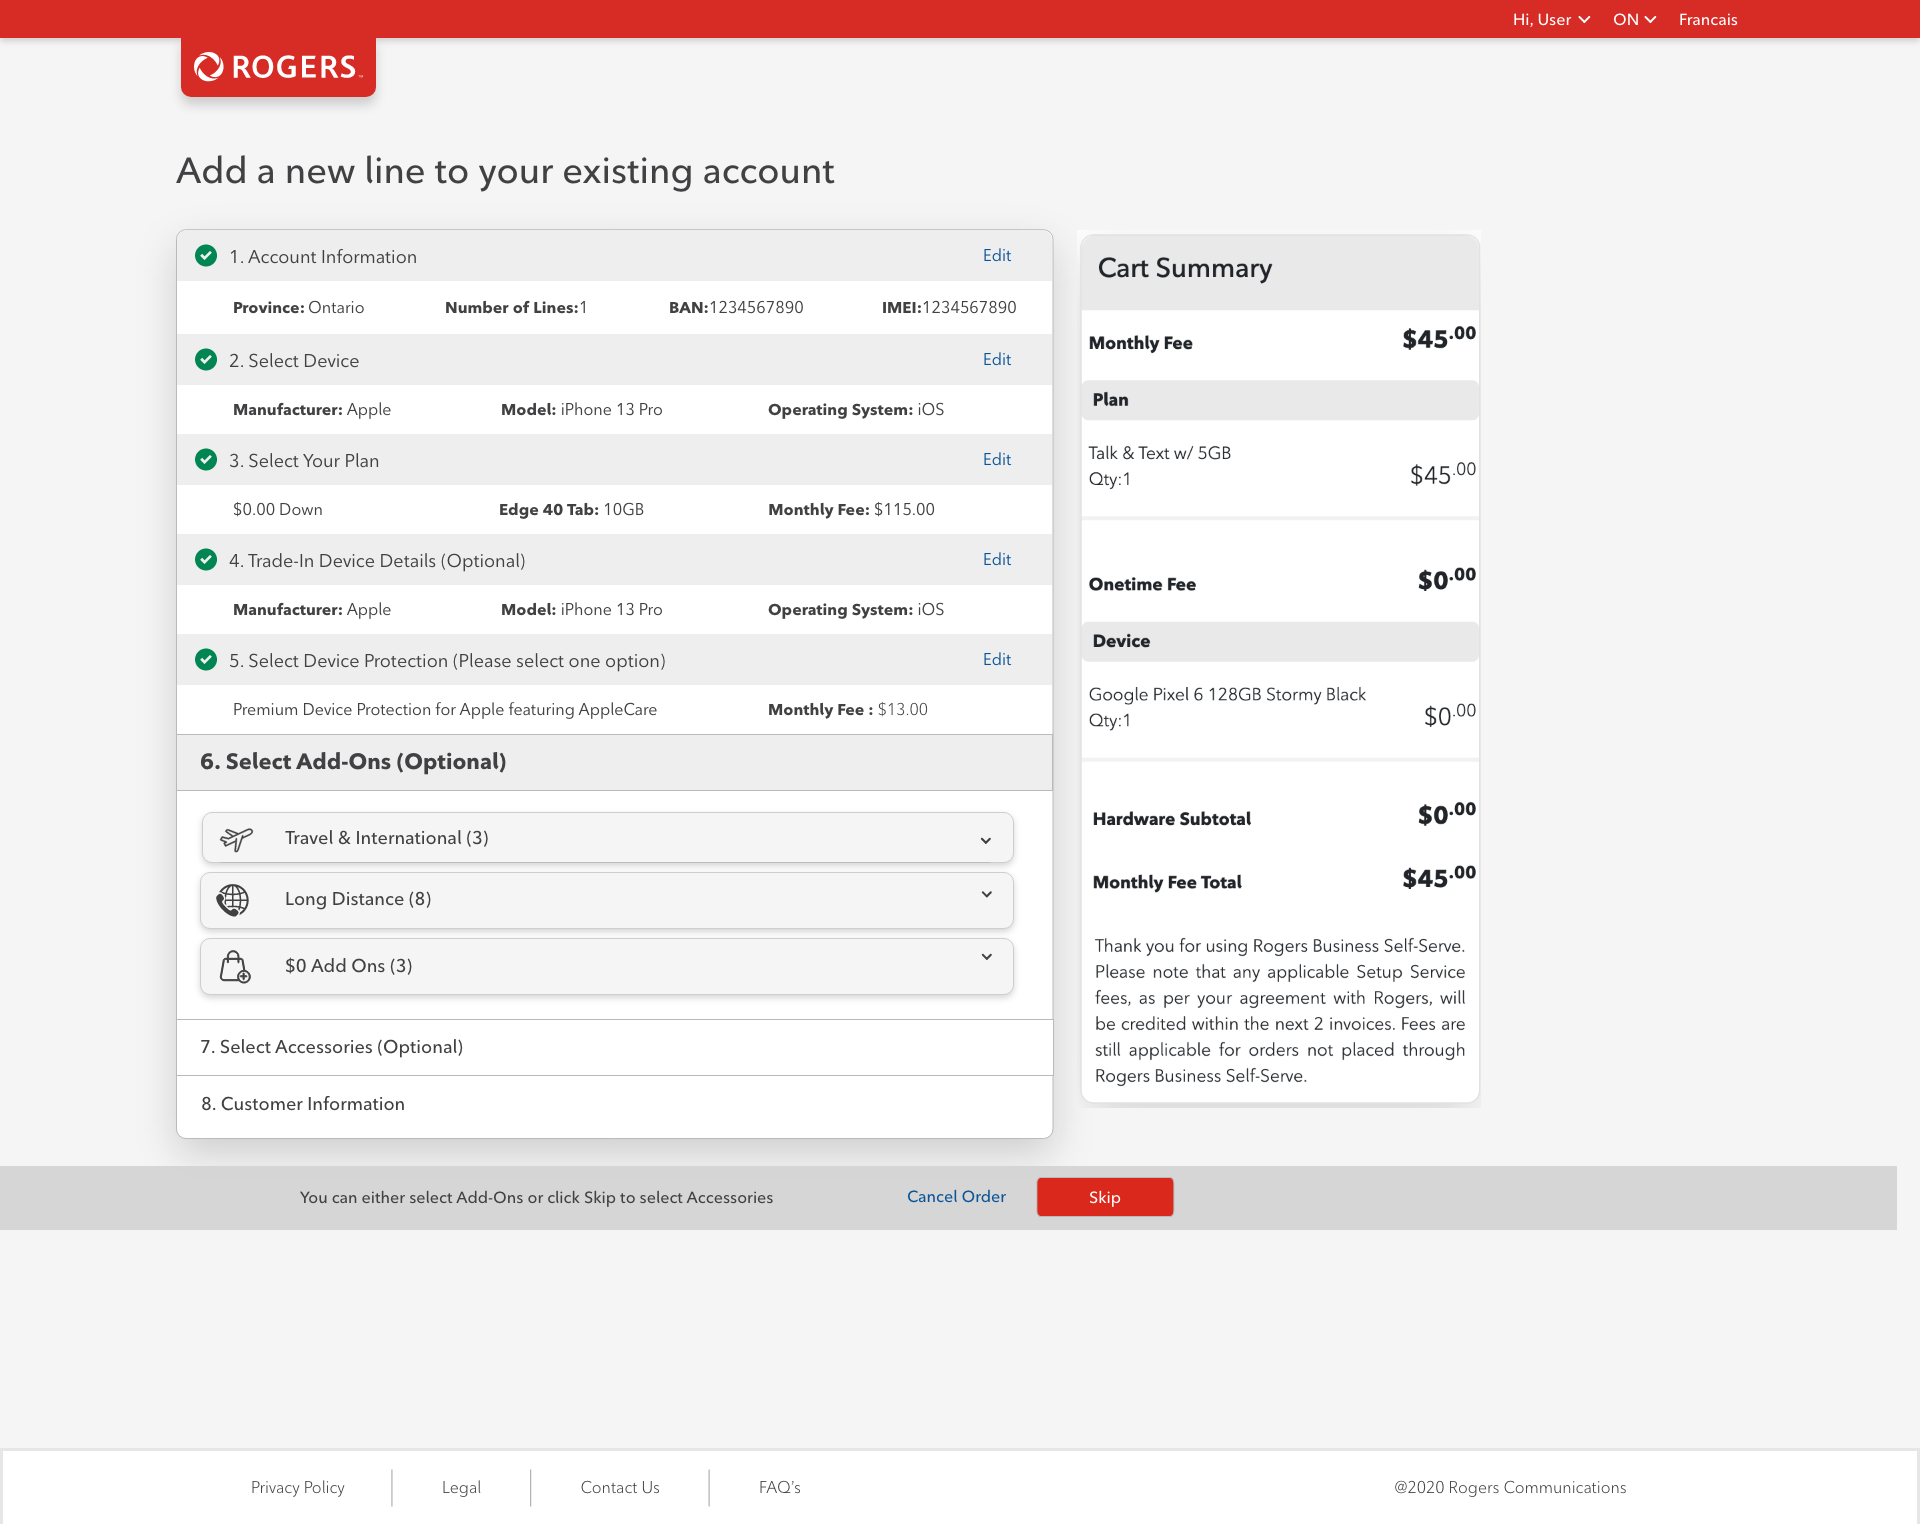 Hi, User ON Francais
ROGERS
Add a new line to your existing account
1. Account Information Edit
Province: Ontario Number of Lines:1 BAN:1234567890 IMEI:1234567890
2. Select Device Edit
Manufacturer: Apple Model: iPhone 13 Pro Operating System: iOS
3. Select Your Plan Edit
$0.00 Down Edge 40 Tab: 10GB Monthly Fee: $115.00
4. Trade-In Device Details (Optional) Edit
Manufacturer: Apple Model: iPhone 13 Pro Operating System: iOS
5. Select Device Protection (Please select one option) Edit
Premium Device Protection for Apple featuring AppleCare Monthly Fee : $13.00
6. Select Add-Ons (Optional)
Travel & International (3)
Long Distance (8)
$0 Add Ons (3)
7. Select Accessories (Optional)
8. Customer Information
Cart Summary
Monthly Fee $45.00
Plan
Talk & Text w/ 5GB
Qty:1 $45.00
Onetime Fee $0.00
Device
Google Pixel 6 128GB Stormy Black
Qty:1 $0.00
Hardware Subtotal $0.00
Monthly Fee Total $45.00
Thank you for using Rogers Business Self-Serve.
Please note that any applicable Setup Service
fees, as per your agreement with Rogers, will
be credited within the next 2 invoices. Fees are
still applicable for orders not placed through
Rogers Business Self-Serve.
You can either select Add-Ons or click Skip to select Accessories Cancel Order Skip
Privacy Policy Legal Contact Us FAQ's @2020 Rogers Communications